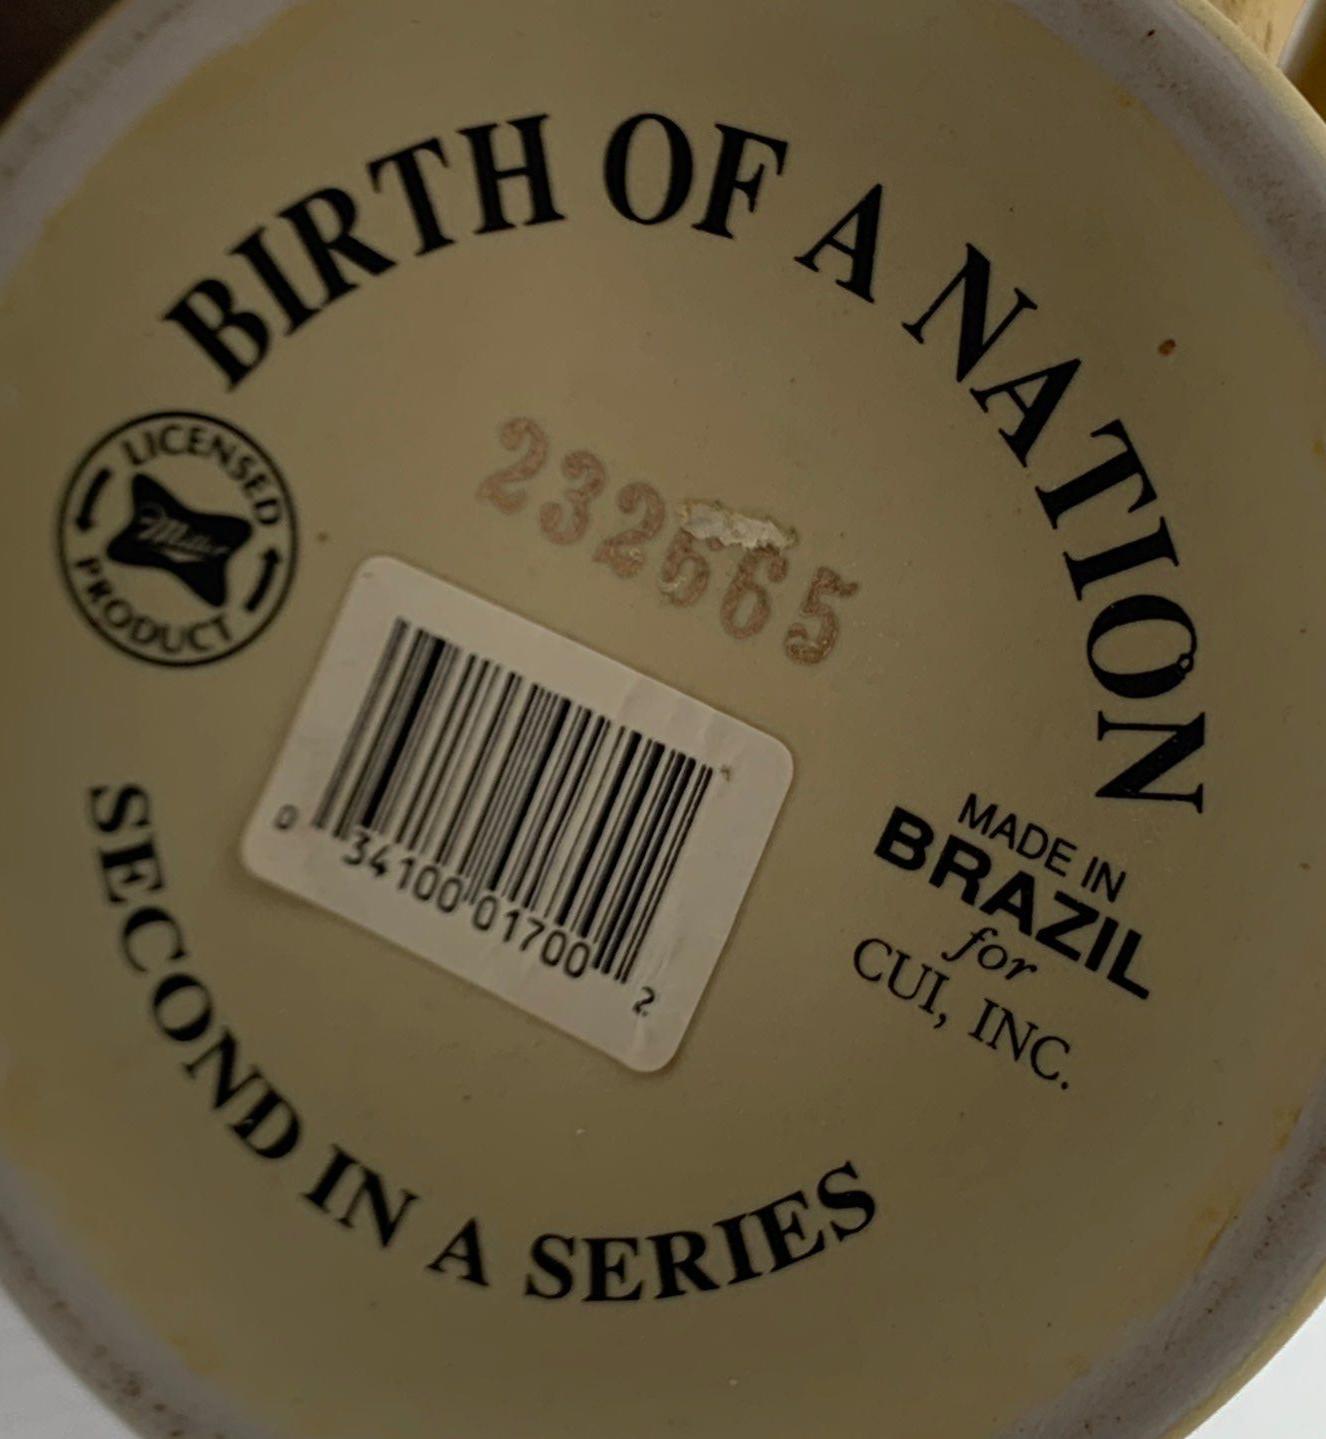 BIRTH OF A NATION
LICENSED
Miller
PRODUCT
232565
0 34100 01700 2
MADE IN
BRAZIL
for
CUI, INC.
SECOND IN A SERIES